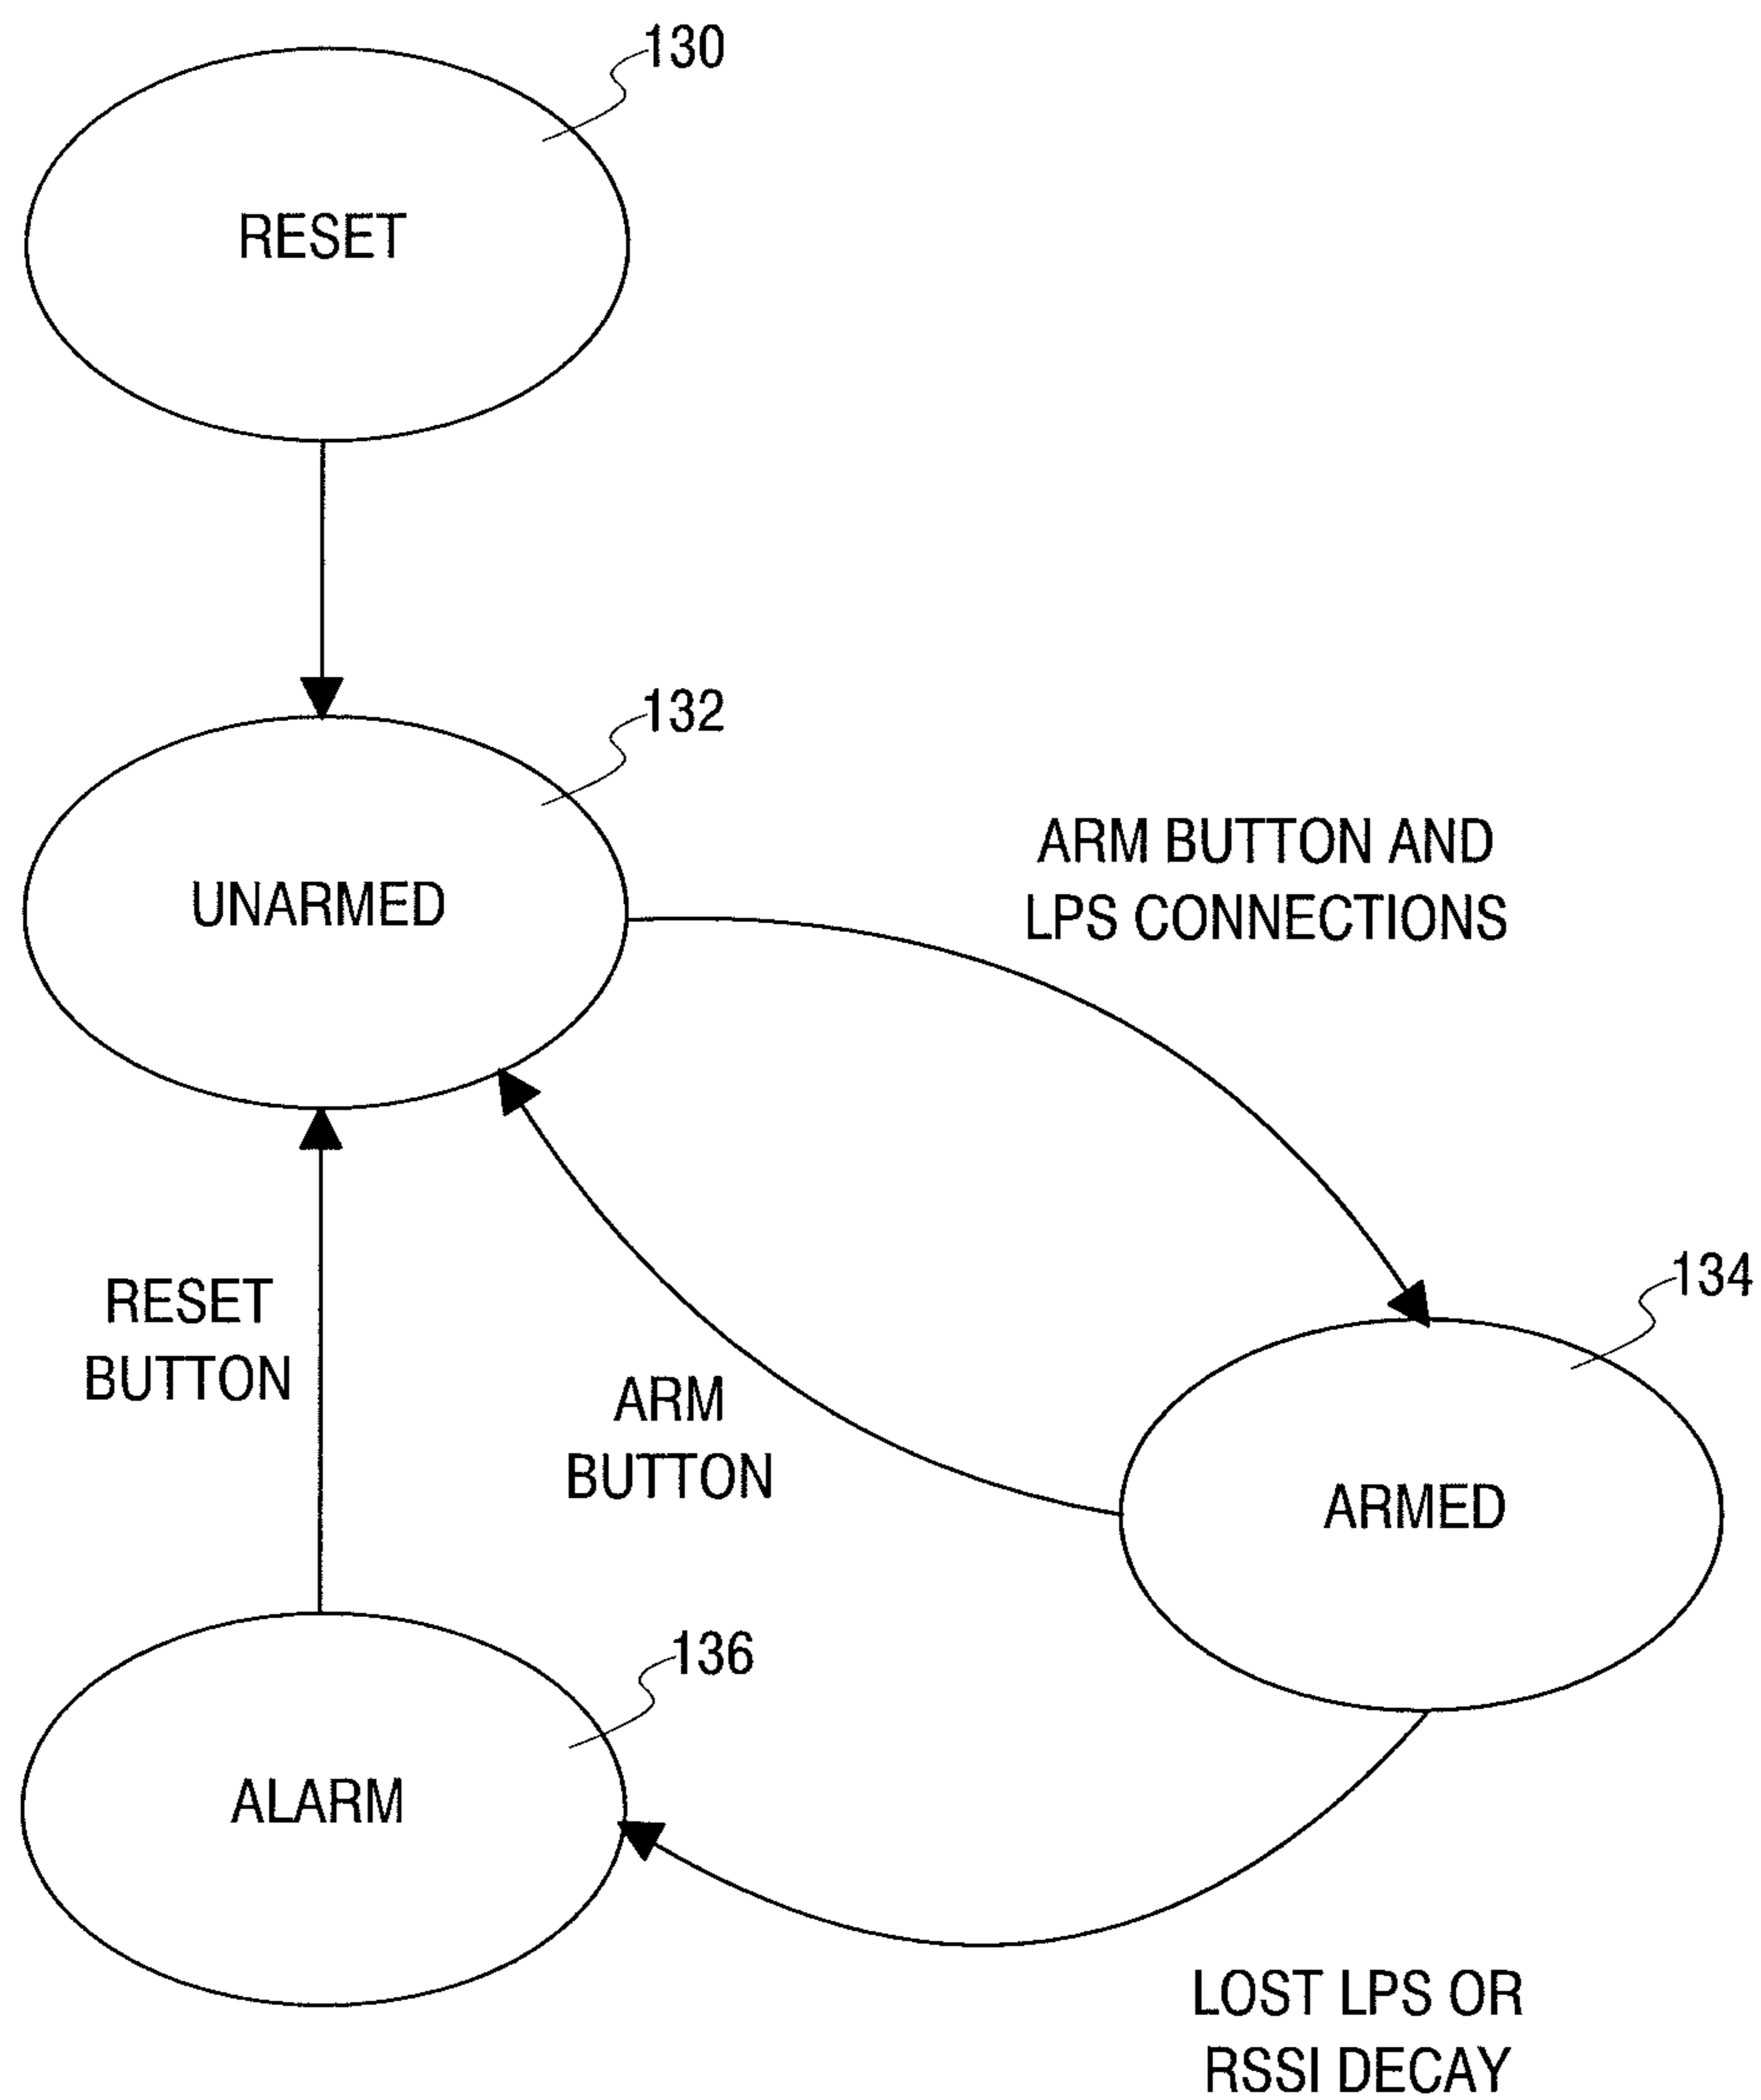 130
RESET
132
UNARMED
ARM BUTTON AND
LPS CONNECTIONS
134
RESET
BUTTON
ARM
BUTTON
ARMED
136
ALARM
LOST LPS OR
RSSI DECAY